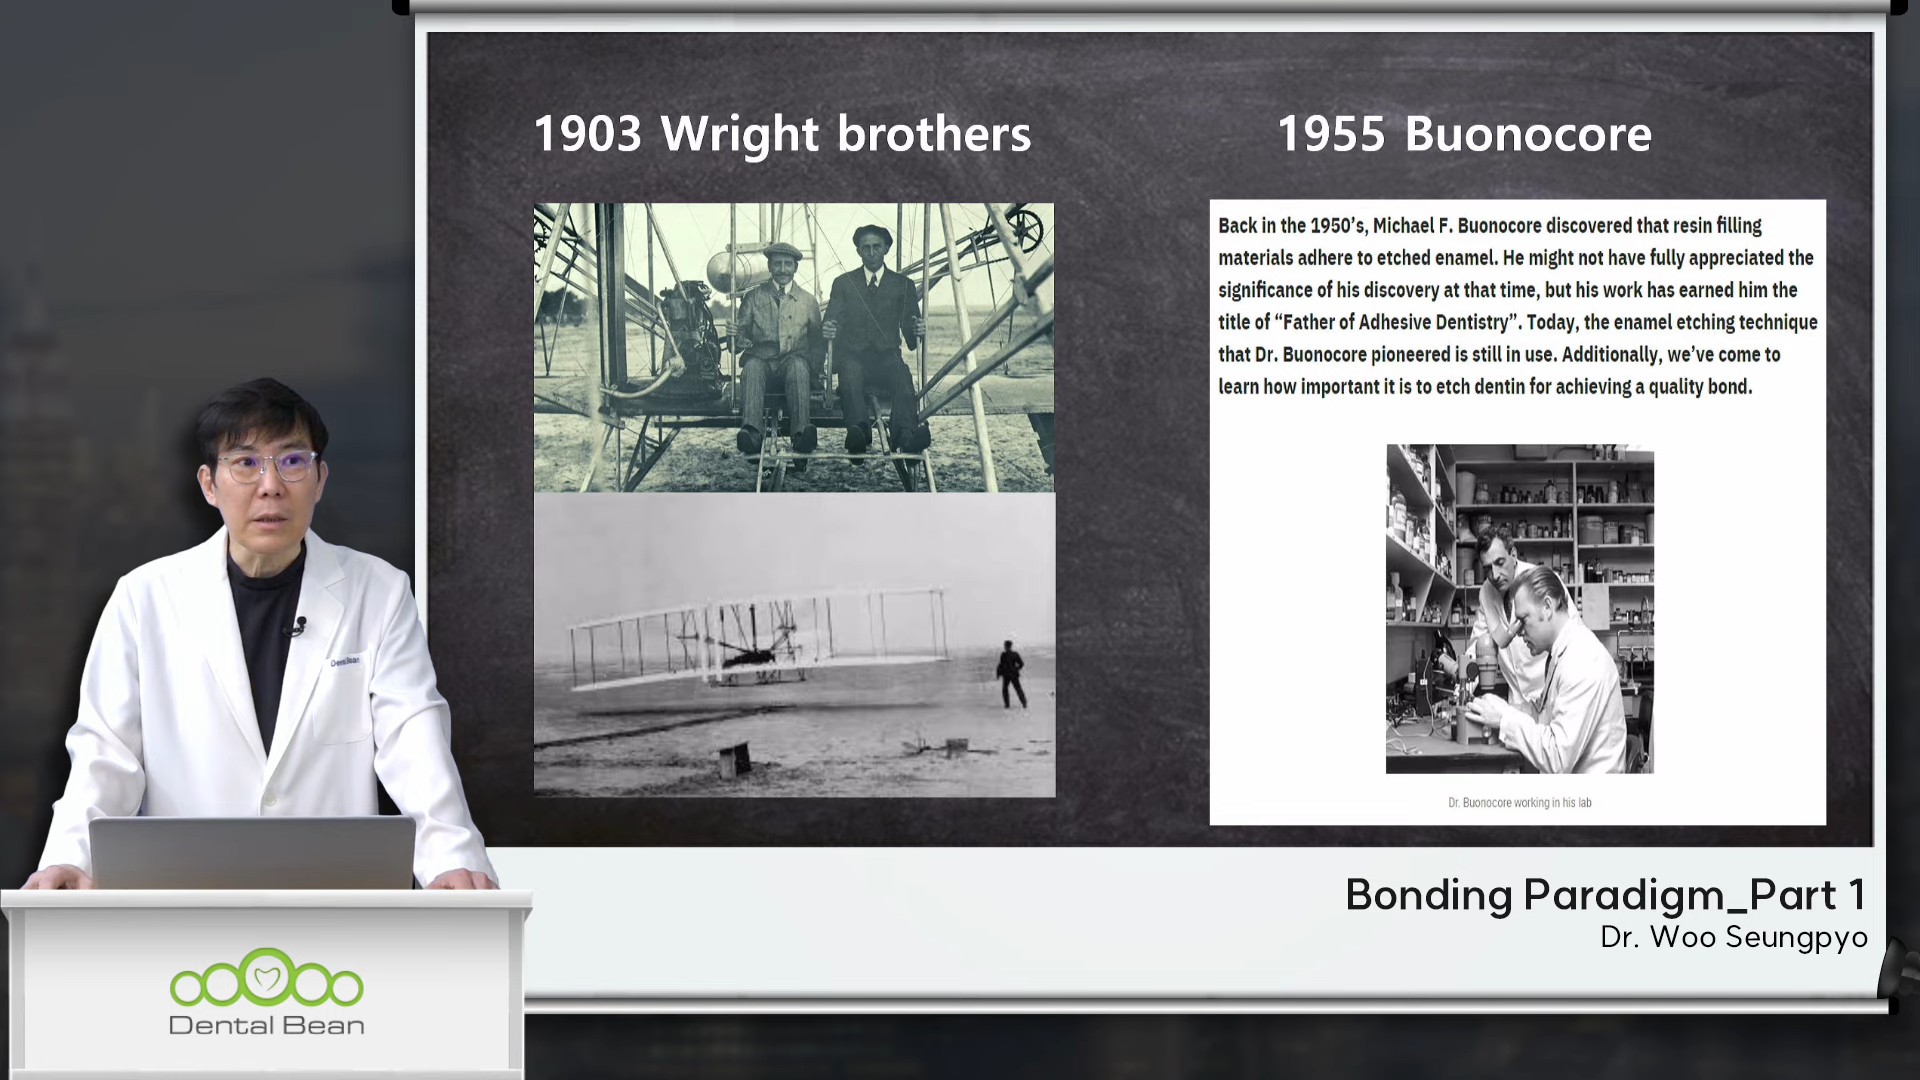 1903 Wright brothers
1955 Buonocore
Back in the 1950's, Michael F. Buonocore discovered that resin filling
materials adhere to etched enamel. He might not have fully appreciated the
significance of his discovery at that time, but his work has earned him the
title of “Father of Adhesive Dentistry”. Today, the enamel etching technique
that Dr. Buonocore pioneered is still in use. Additionally, we've come to
learn how important it is to etch dentin for achieving a quality bond.
Dr. Buonocore working in his lab
Bonding Paradigm_Part 1
Dr. Woo Seungpyo
Dental Bean
Dental Bean